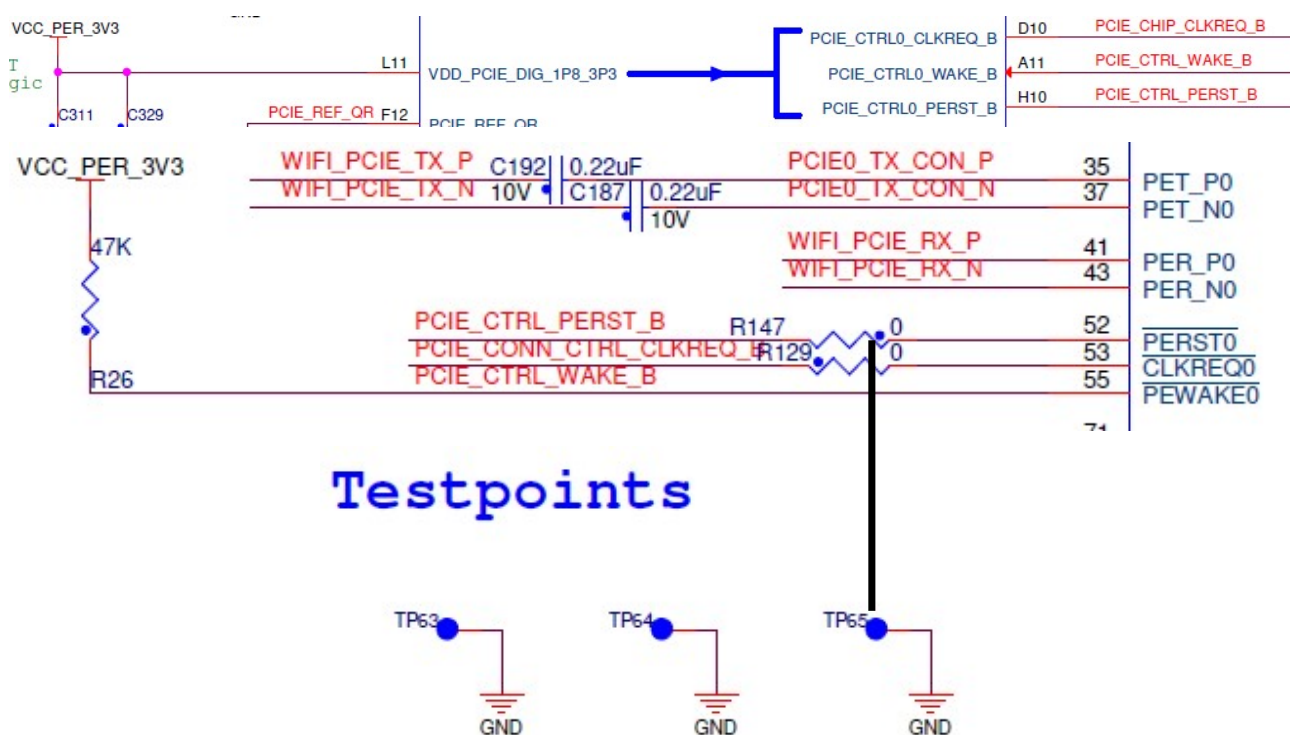 VCC_PER_3V3
T
gic
C311
C329
L11
VDD_PCIE_DIG_1P8_3P3
PCIE_REF_QR F12
PCIE_REF_QR
PCIE_CTRL0_CLKREQ_B D10 PCIE_CHIP_CLKREQ_B
PCIE_CTRL0_WAKE_B A11 PCIE_CTRL_WAKE_B
PCIE_CTRL0_PERST_B H10 PCIE_CTRL_PERST_B
VCC_PER_3V3
47K
R26
WIFI_PCIE_TX_P C192 0.22uF PCIE0_TX_CON_P 35 PET_P0
WIFI_PCIE_TX_N 10V C187 0.22uF PCIE0_TX_CON_N 37 PET_N0
10V
WIFI_PCIE_RX_P 41 PER_P0
WIFI_PCIE_RX_N 43 PER_N0
PCIE_CTRL_PERST_B R147 0 52 PERST0
PCIE_CONN_CTRL_CLKREQ_B R129 0 53 CLKREQ0
PCIE_CTRL_WAKE_B 55 PEWAKE0
Testpoints
TP63 TP64 TP65
GND GND GND